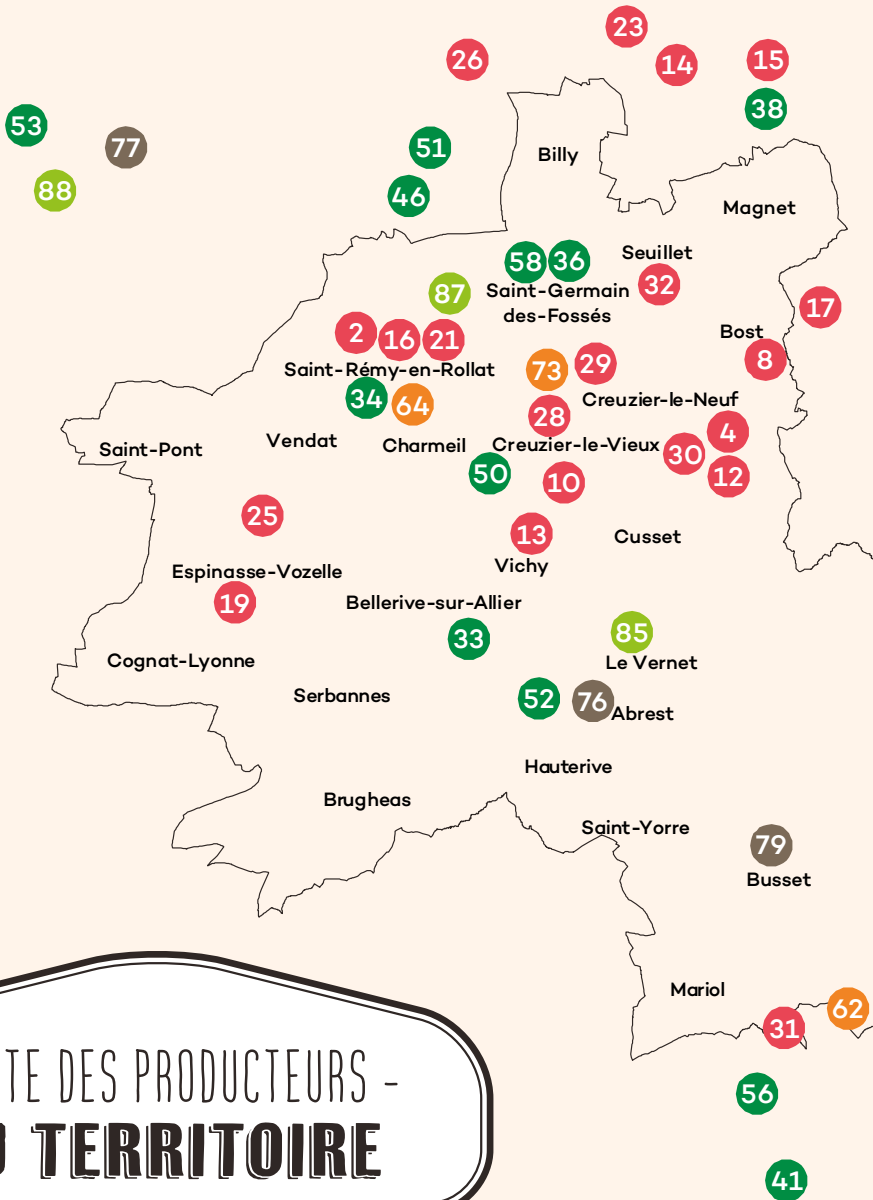 23
26
14
15
38
53
77
51
Billy
88
46
Magnet
Seuillet
58
36
32
87
Saint-Germain
des-Fossés
17
2
16
21
Bost
8
Saint-Rémy-en-Rollat
73
29
34
64
Creuzier-le-Neuf
28
4
Vendat
Charmeil
Creuzier-le-Vieux
30
Saint-Pont
50
10
12
25
13
Cusset
Vichy
Espinasse-Vozelle
19
Bellerive-sur-Allier
33
85
Cognat-Lyonne
Le Vernet
Serbannes
52
76
Abrest
Hauterive
Brugheas
Saint-Yorre
79
Busset
Mariol
62
31
TE DES PRODUCTEURS -
TERRITOIRE
56
41